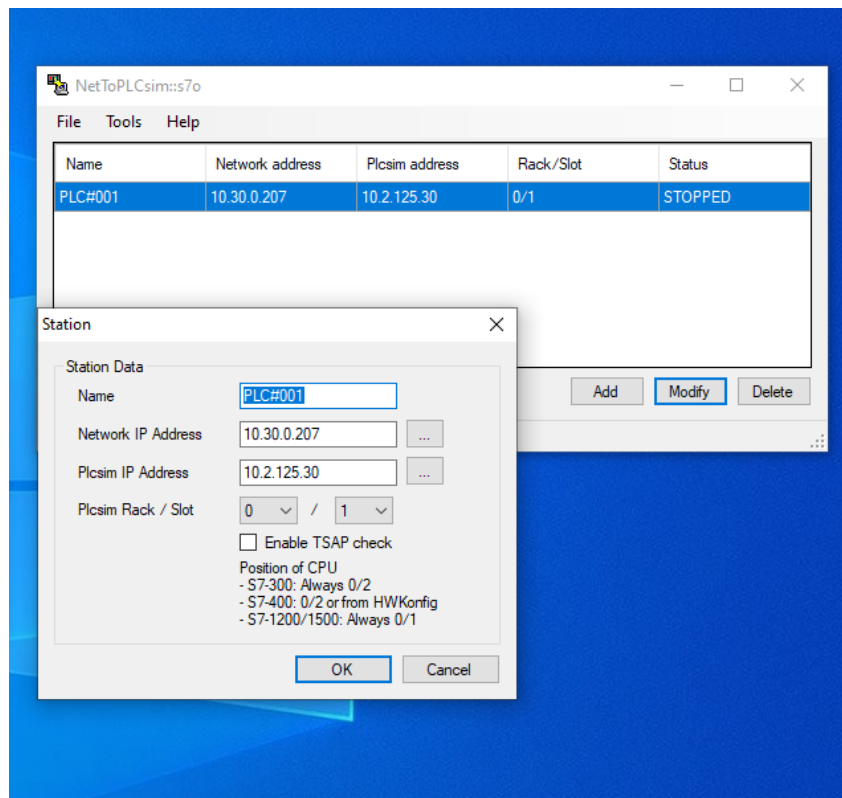 NetToPLCsim::s7o
File Tools Help
Name Network address Plcsim address Rack/Slot Status
PLC#001 10.30.0.207 10.2.125.30 0/1 STOPPED
Add Modify Delete
Station
Station Data
Name PLC#001
Network IP Address 10.30.0.207 ...
Plcsim IP Address 10.2.125.30 ...
Plcsim Rack / Slot 0 / 1
Enable TSAP check
Position of CPU
- S7-300: Always 0/2
- S7-400: 0/2 or from HWKonfig
- S7-1200/1500: Always 0/1
OK Cancel